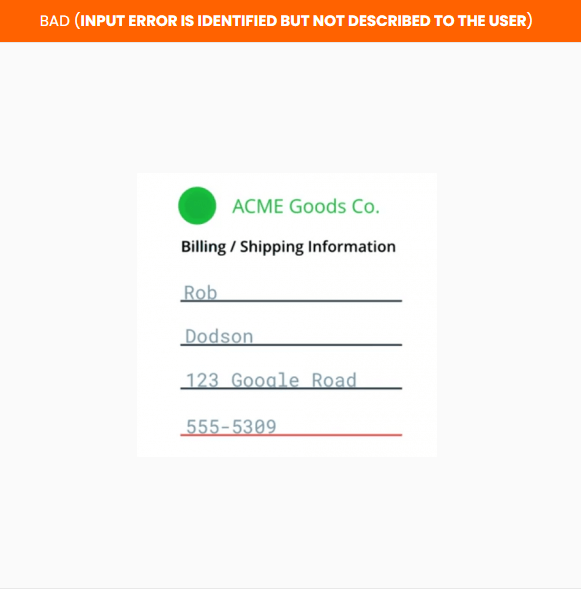 BAD (INPUT ERROR IS IDENTIFIED BUT NOT DESCRIBED TO THE USER)
ACME Goods Co.
Billing / Shipping Information
Rob
Dodson
123 Google Road
555-5309